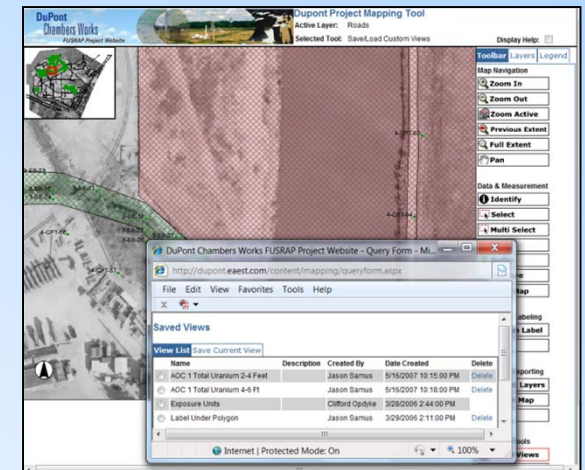 DuPont
Chambers Works
FUSRAP Project Website
Dupont Project Mapping Tool
Active Layer: Roads
Selected Tool: Save/Load Custom Views
Display Help:
Toolbar Layers Legend
Map Navigation
Zoom In
Zoom Out
Zoom Active
Previous Extent
Full Extent
Pan
Data & Measurement
Identify
Select
Multi Select
DuPont Chambers Works FUSRAP Project Website - Query Form - Mi...
http://dupont.eaest.com/content/mapping/queryform.aspx
File Edit View Favorites Tools Help
Saved Views
View List Save Current View
Name Description Created By Date Created Delete
AOC 1 Total Uranium 2-4 Feet Jason Samus 5/16/2007 10:15:00 PM Delete
AOC 1 Total Uranium 4-6 Ft Jason Samus 5/16/2007 10:18:00 PM Delete
Exposure Units Clifford Opdyke 3/28/2006 2:44:00 PM
Label Under Polygon Jason Samus 3/29/2006 2:11:00 PM Delete
Internet | Protected Mode: On 100%
abeling
Label
xporting
Layers
Map
ools
Views